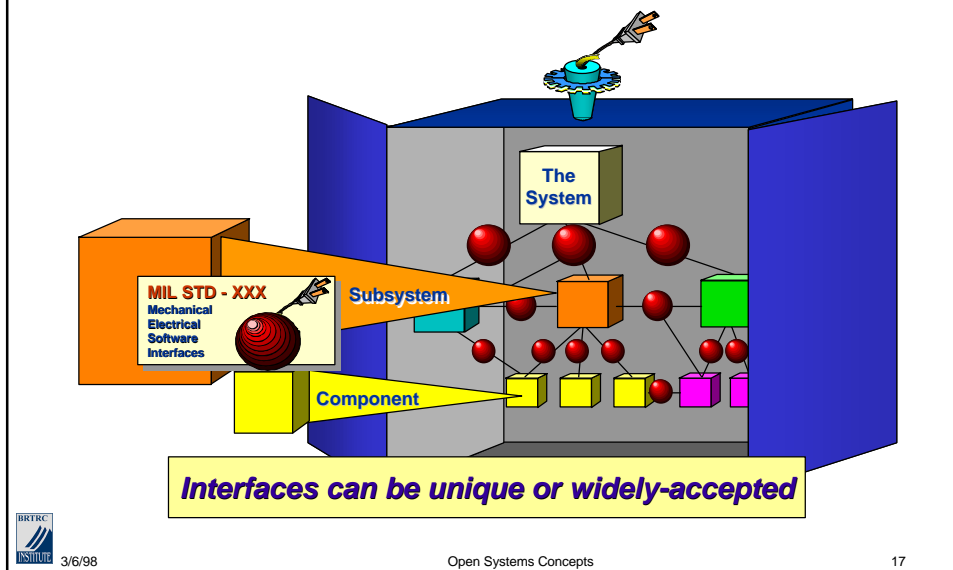 The
System
MIL STD - XXX
Mechanical
Electrical
Software
Interfaces
Subsystem
Component
Interfaces can be unique or widely-accepted
BRTRC
INSTITUTE
3/6/98
Open Systems Concepts
17